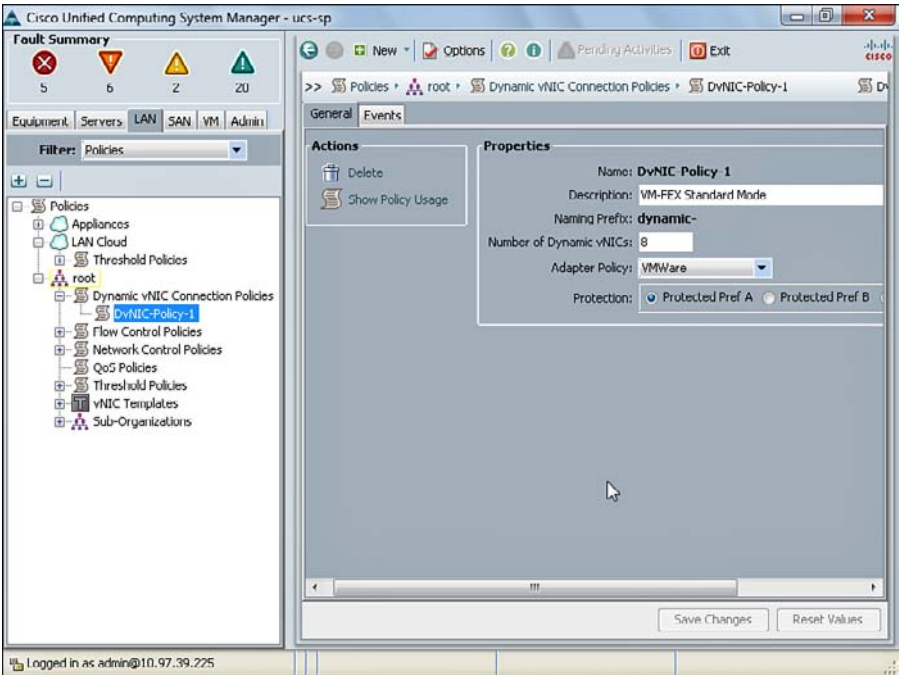 Cisco Unified Computing System Manager - ucs-sp
Fault Summary
5 6 2 20
Equipment Servers LAN SAN VM Admin
Filter: Policies
Policies
Appliances
LAN Cloud
Threshold Policies
root
Dynamic vNIC Connection Policies
DvNIC-Policy-1
Flow Control Policies
Network Control Policies
QoS Policies
Threshold Policies
vNIC Templates
Sub-Organizations
New Options Pending Activities Exit
cisco
>> Policies root Dynamic vNIC Connection Policies DvNIC-Policy-1 Dv
General Events
Actions
Delete
Show Policy Usage
Properties
Name: DvNIC-Policy-1
Description: VM-FEX Standard Mode
Naming Prefix: dynamic-
Number of Dynamic vNICs: 8
Adapter Policy: VMWare
Protection: Protected Pref A Protected Pref B
Save Changes Reset Values
Logged in as admin@10.97.39.225